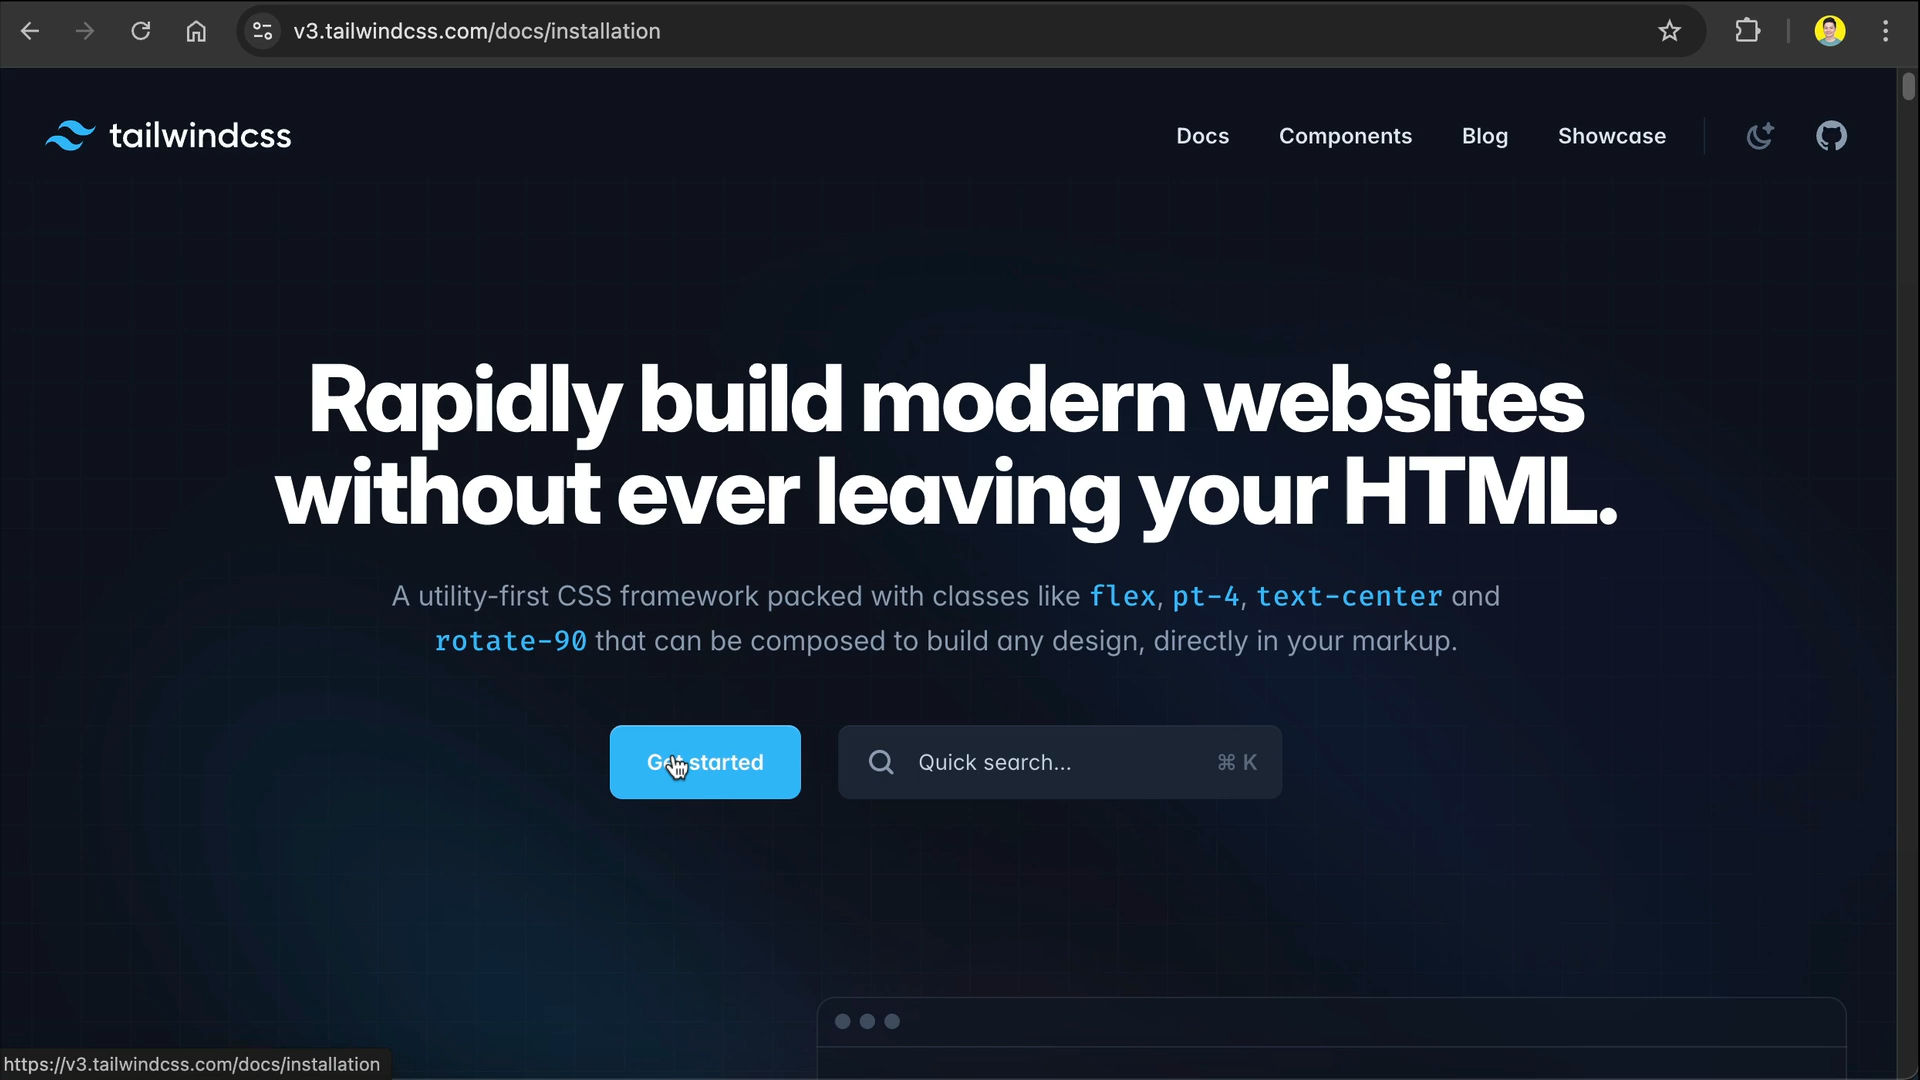 v3.tailwindcss.com/docs/installation
tailwindcss
Docs
Components
Blog
Showcase
Rapidly build modern websites
without ever leaving your HTML.
A utility-first CSS framework packed with classes like flex, pt-4, text-center and
rotate-90 that can be composed to build any design, directly in your markup.
Get started
Quick search...
⌘ K
https://v3.tailwindcss.com/docs/installation